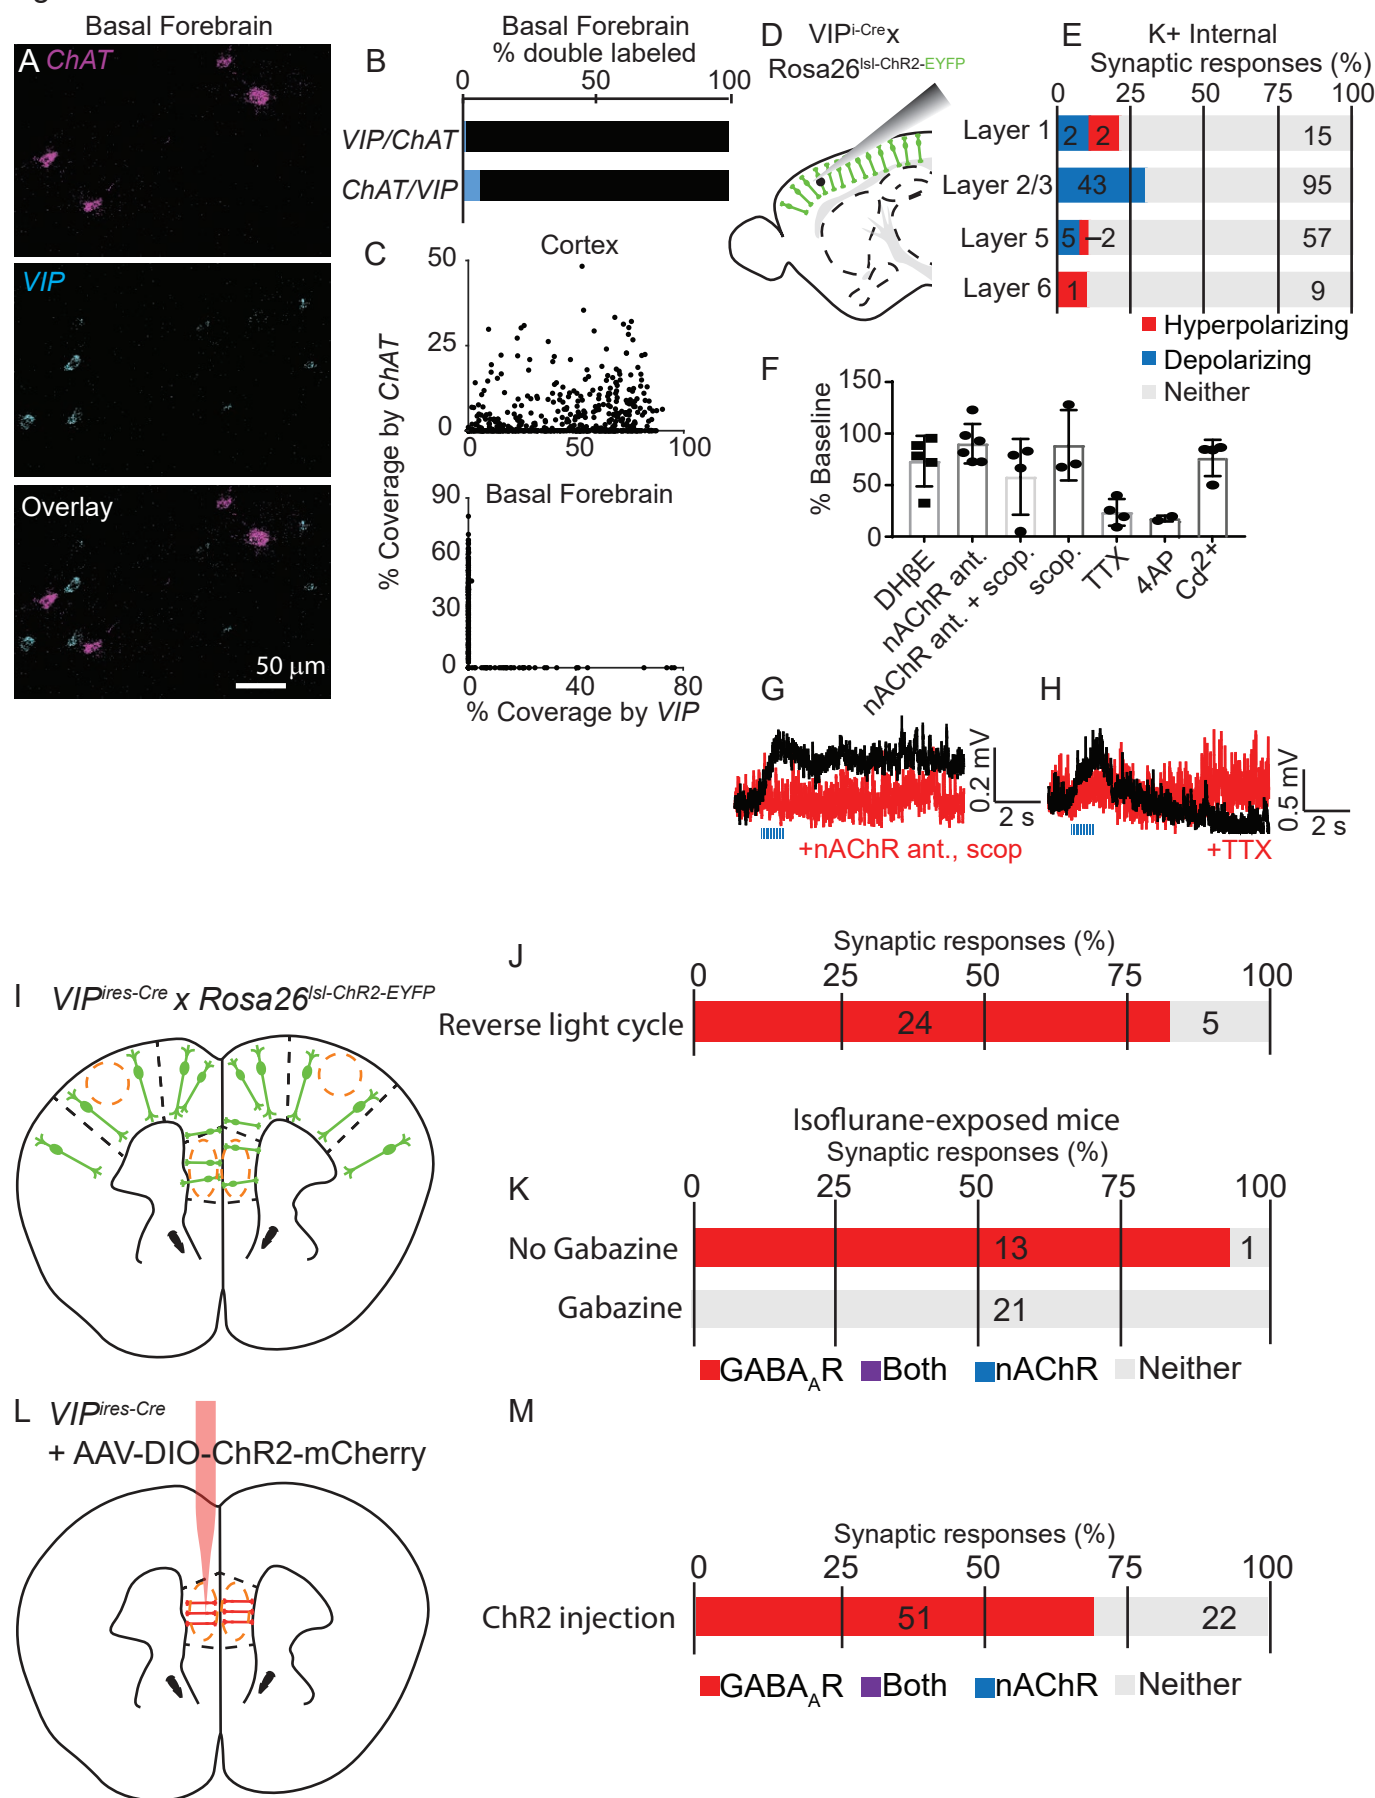 Basal Forebrain
A ChAT
VIP
Overlay
50 µm
B
Basal Forebrain
% double labeled
0 50 100
VIP/ChAT
ChAT/VIP
C
Cortex
50
25
0
0 50 100
% Coverage by ChAT
Basal Forebrain
90
60
30
0
0 40 80
% Coverage by VIP
D VIPi-Cre x
Rosa26lsl-ChR2-EYFP
E K+ Internal
Synaptic responses (%)
0 25 50 75 100
Layer 1 2 2 15
Layer 2/3 43 95
Layer 5 5 2 57
Layer 6 1 9
Hyperpolarizing
Depolarizing
Neither
F
% Baseline
150
100
50
0
DHβE
nAChR ant.
nAChR ant. + scop.
scop.
TTX
4AP
Cd2+
G
0.2 mV
2 s
+nAChR ant., scop
H
0.5 mV
2 s
+TTX
I VIPires-Cre x Rosa26lsl-ChR2-EYFP
J
Synaptic responses (%)
0 25 50 75 100
Reverse light cycle 24 5
Isoflurane-exposed mice
Synaptic responses (%)
K 0 25 50 75 100
No Gabazine 13 1
Gabazine 21
GABAAR Both nAChR Neither
L VIPires-Cre
+ AAV-DIO-ChR2-mCherry
M
Synaptic responses (%)
0 25 50 75 100
ChR2 injection 51 22
GABAAR Both nAChR Neither